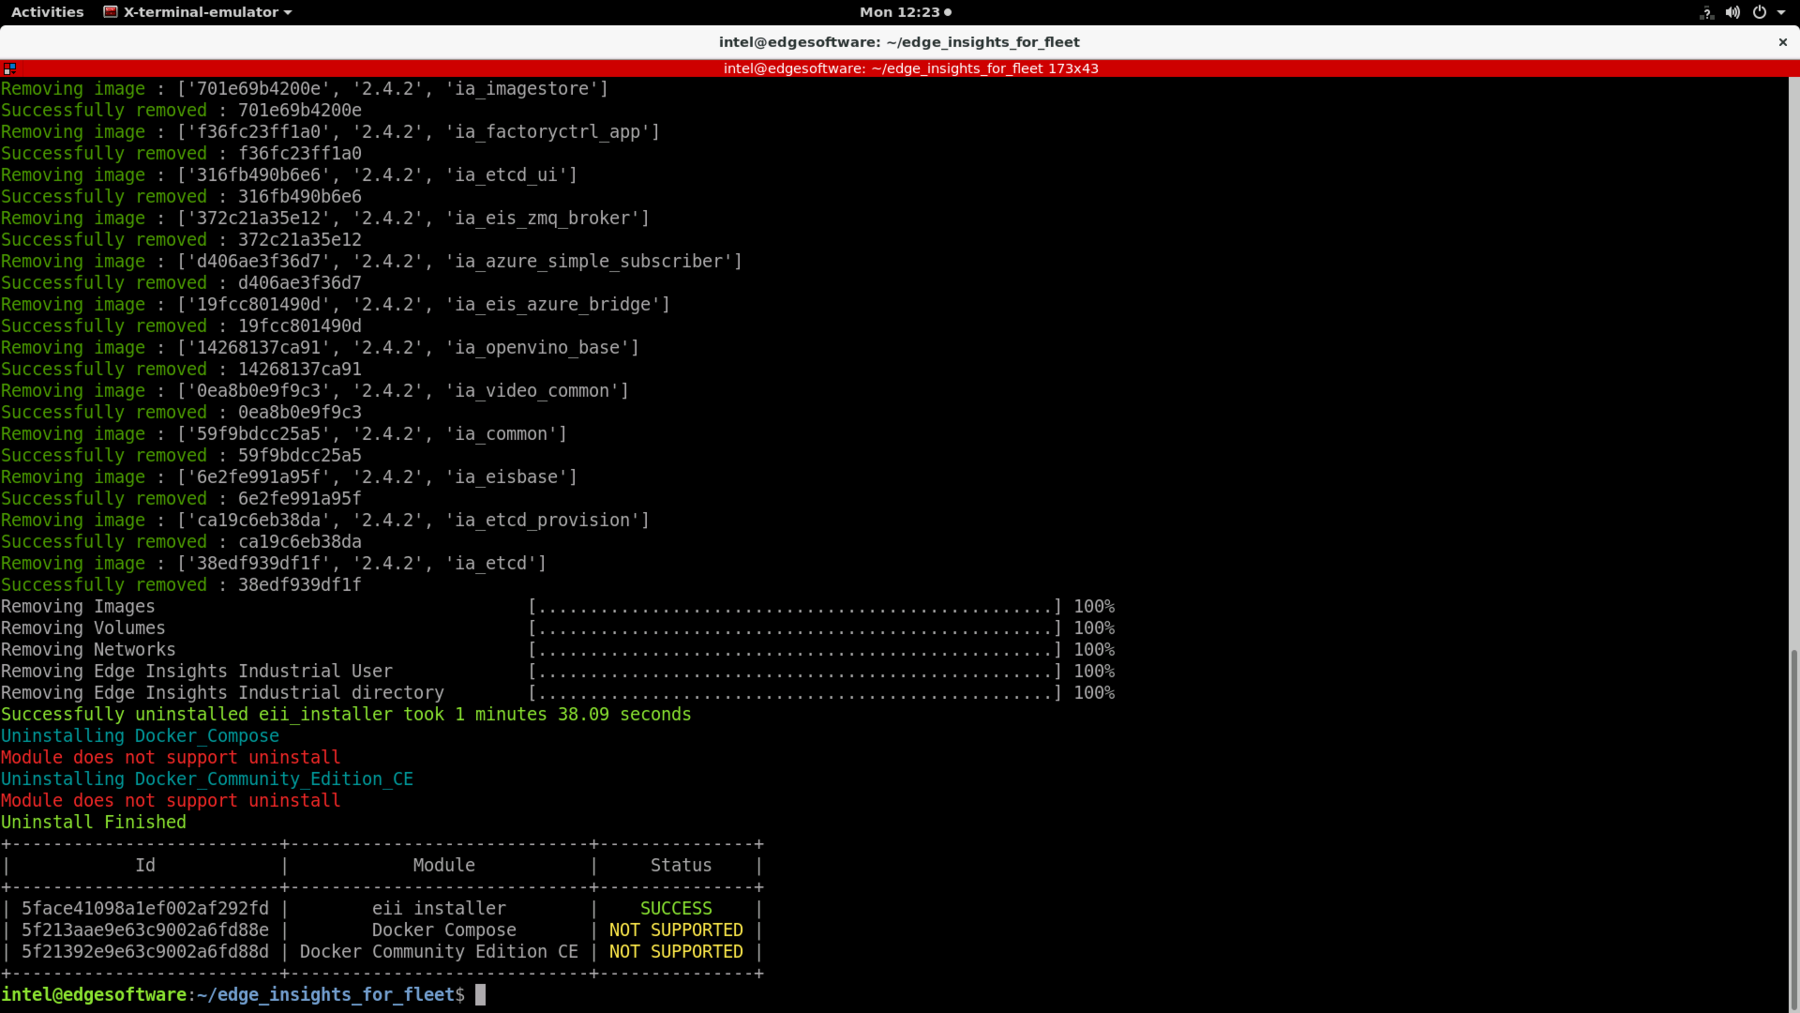 Activities X-terminal-emulator Mon 12:23
intel@edgesoftware: ~/edge_insights_for_fleet
intel@edgesoftware: ~/edge_insights_for_fleet 173x43
Removing image : ['701e69b4200e', '2.4.2', 'ia_imagestore']
Successfully removed : 701e69b4200e
Removing image : ['f36fc23ff1a0', '2.4.2', 'ia_factoryctrl_app']
Successfully removed : f36fc23ff1a0
Removing image : ['316fb490b6e6', '2.4.2', 'ia_etcd_ui']
Successfully removed : 316fb490b6e6
Removing image : ['372c21a35e12', '2.4.2', 'ia_eis_zmq_broker']
Successfully removed : 372c21a35e12
Removing image : ['d406ae3f36d7', '2.4.2', 'ia_azure_simple_subscriber']
Successfully removed : d406ae3f36d7
Removing image : ['19fcc801490d', '2.4.2', 'ia_eis_azure_bridge']
Successfully removed : 19fcc801490d
Removing image : ['14268137ca91', '2.4.2', 'ia_openvino_base']
Successfully removed : 14268137ca91
Removing image : ['0ea8b0e9f9c3', '2.4.2', 'ia_video_common']
Successfully removed : 0ea8b0e9f9c3
Removing image : ['59f9bdcc25a5', '2.4.2', 'ia_common']
Successfully removed : 59f9bdcc25a5
Removing image : ['6e2fe991a95f', '2.4.2', 'ia_eisbase']
Successfully removed : 6e2fe991a95f
Removing image : ['ca19c6eb38da', '2.4.2', 'ia_etcd_provision']
Successfully removed : ca19c6eb38da
Removing image : ['38edf939df1f', '2.4.2', 'ia_etcd']
Successfully removed : 38edf939df1f
Removing Images [..................................................] 100%
Removing Volumes [..................................................] 100%
Removing Networks [..................................................] 100%
Removing Edge Insights Industrial User [..................................................] 100%
Removing Edge Insights Industrial directory [..................................................] 100%
Successfully uninstalled eii_installer took 1 minutes 38.09 seconds
Uninstalling Docker_Compose
Module does not support uninstall
Uninstalling Docker_Community_Edition_CE
Module does not support uninstall
Uninstall Finished
+--------------------------+-----------------------------+---------------+
| Id | Module | Status |
+--------------------------+-----------------------------+---------------+
| 5face41098a1ef002af292fd | eii installer | SUCCESS |
| 5f213aae9e63c9002a6fd88e | Docker Compose | NOT SUPPORTED |
| 5f21392e9e63c9002a6fd88d | Docker Community Edition CE | NOT SUPPORTED |
+--------------------------+-----------------------------+---------------+
intel@edgesoftware:~/edge_insights_for_fleet$